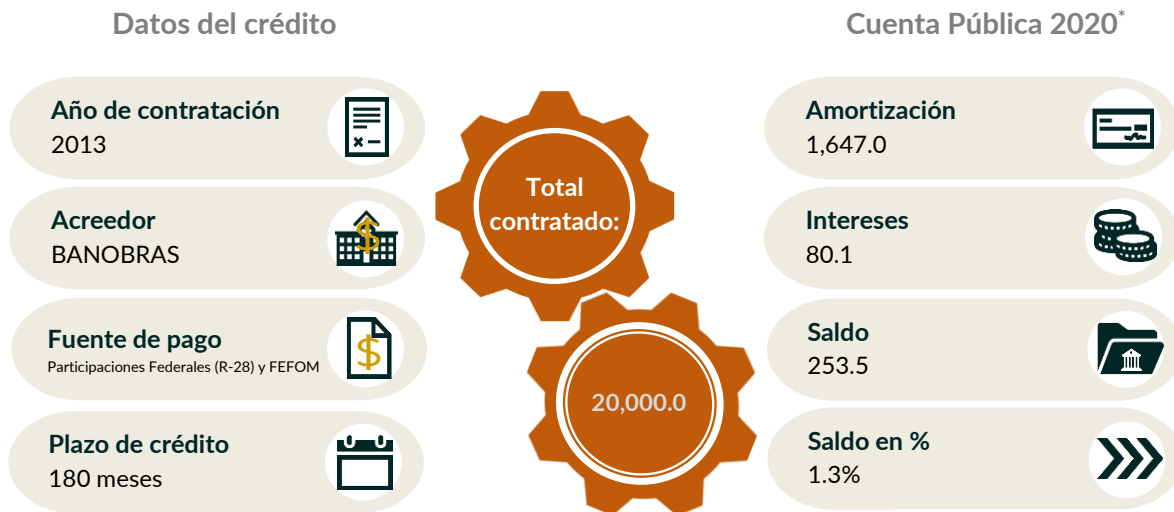 Datos del crédito
Año de contratación
2013
Acreedor
BANOBRAS
Fuente de pago
Participaciones Federales (R-28) y FEFOM
Plazo de crédito
180 meses
Total
contratado:
20,000.0
Cuenta Pública 2020*
Amortización
1,647.0
Intereses
80.1
Saldo
253.5
Saldo en %
1.3%